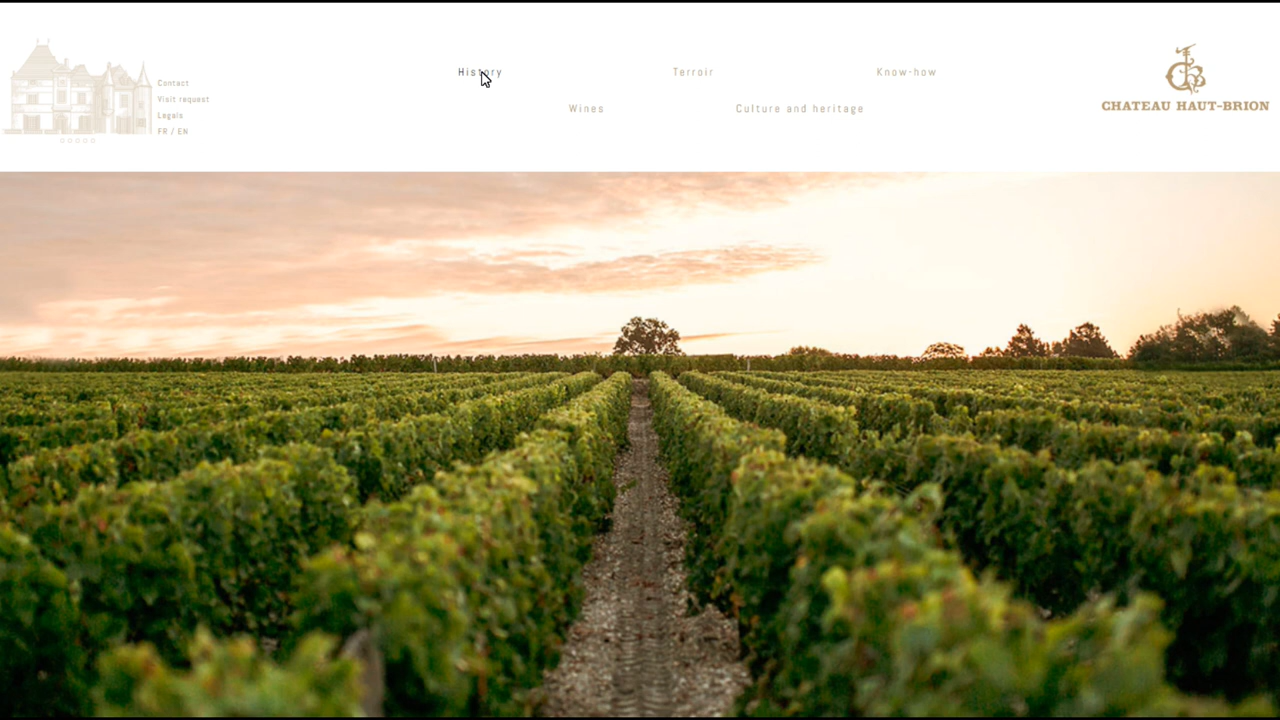 History
Terroir
Know-how
Wines
Culture and heritage
Contact
Visit request
Legals
FR / EN
CHATEAU HAUT-BRION